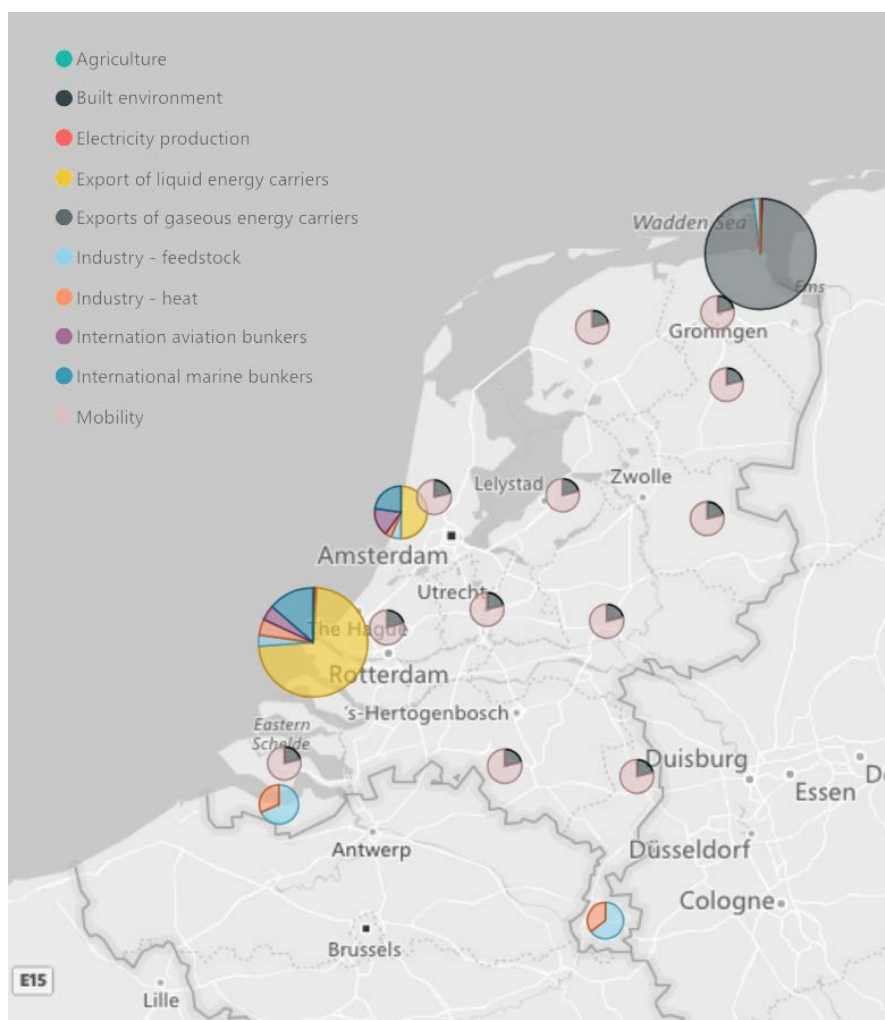 Agriculture
Built environment
Electricity production
Export of liquid energy carriers
Exports of gaseous energy carriers
Industry - feedstock
Industry - heat
Internation aviation bunkers
International marine bunkers
Mobility
Wadden Sea
Ems
Groningen
Lelystad
Zwolle
Amsterdam
Utrecht
The Hague
Rotterdam
's-Hertogenbosch
Eastern
Schelde
Duisburg
Essen
Antwerp
Düsseldorf
Cologne
Brussels
E15
Lille